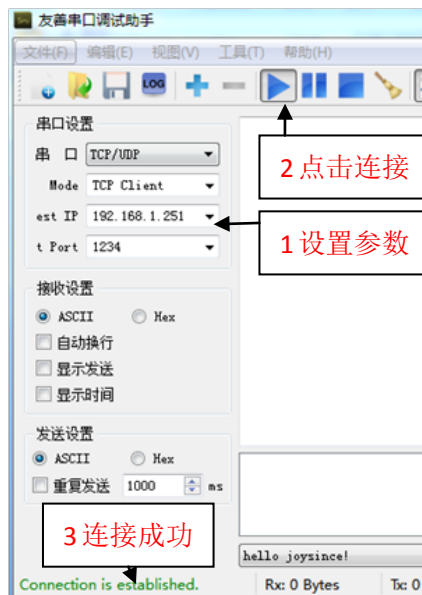 友善串口调试助手
文件(F) 编辑(E) 视图(V) 工具(T) 帮助(H)
LOG
串口设置
串 口 TCP/UDP
2 点击连接
Mode TCP Client
est IP 192.168.1.251
1 设置参数
t Port 1234
接收设置
ASCII Hex
自动换行
显示发送
显示时间
发送设置
ASCII Hex
重复发送 1000 ms
3 连接成功
hello joysince!
Connection is established. Rx: 0 Bytes Tx: 0